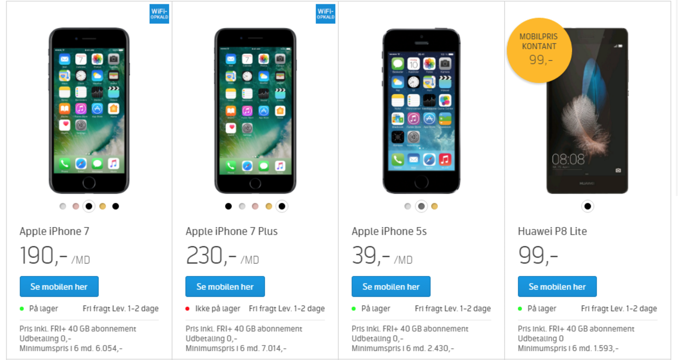 WiFi-
OPKALD
WiFi-
OPKALD
MOBILPRIS
KONTANT
99,-
08:08
HUAWEI
Apple iPhone 7
190,- /MD
Se mobilen her
På lager Fri fragt Lev. 1-2 dage
Pris inkl. FRI+ 40 GB abonnement
Udbetaling 0,-
Minimumspris i 6 md. 6.054,-
Apple iPhone 7 Plus
230,- /MD
Se mobilen her
Ikke på lager Fri fragt Lev. 1-2 dage
Pris inkl. FRI+ 40 GB abonnement
Udbetaling 0,-
Minimumspris i 6 md. 7.014,-
Apple iPhone 5s
39,- /MD
Se mobilen her
På lager Fri fragt Lev. 1-2 dage
Pris inkl. FRI+ 40 GB abonnement
Udbetaling 0,-
Minimumspris i 6 md. 2.430,-
Huawei P8 Lite
99,-
Se mobilen her
På lager Fri fragt Lev. 1-2 dage
Pris inkl. FRI+ 40 GB abonnement
Udbetaling 0
Minimumspris i 6 md. 1.593,-